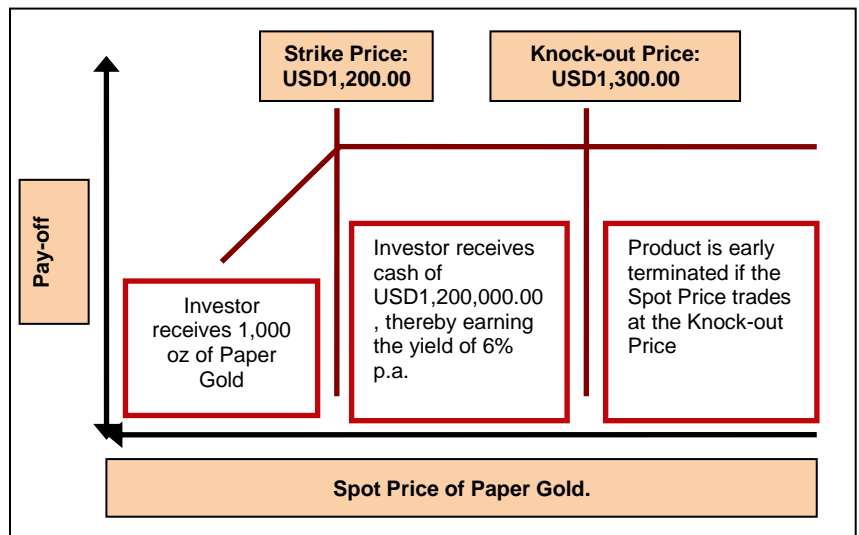 Strike Price:
USD1,200.00
Knock-out Price:
USD1,300.00
Pay-off
Investor
receives 1,000
oz of Paper
Gold
Investor receives
cash of
USD1,200,000.00
, thereby earning
the yield of 6%
p.a.
Product is early
terminated if the
Spot Price trades
at the Knock-out
Price
Spot Price of Paper Gold.